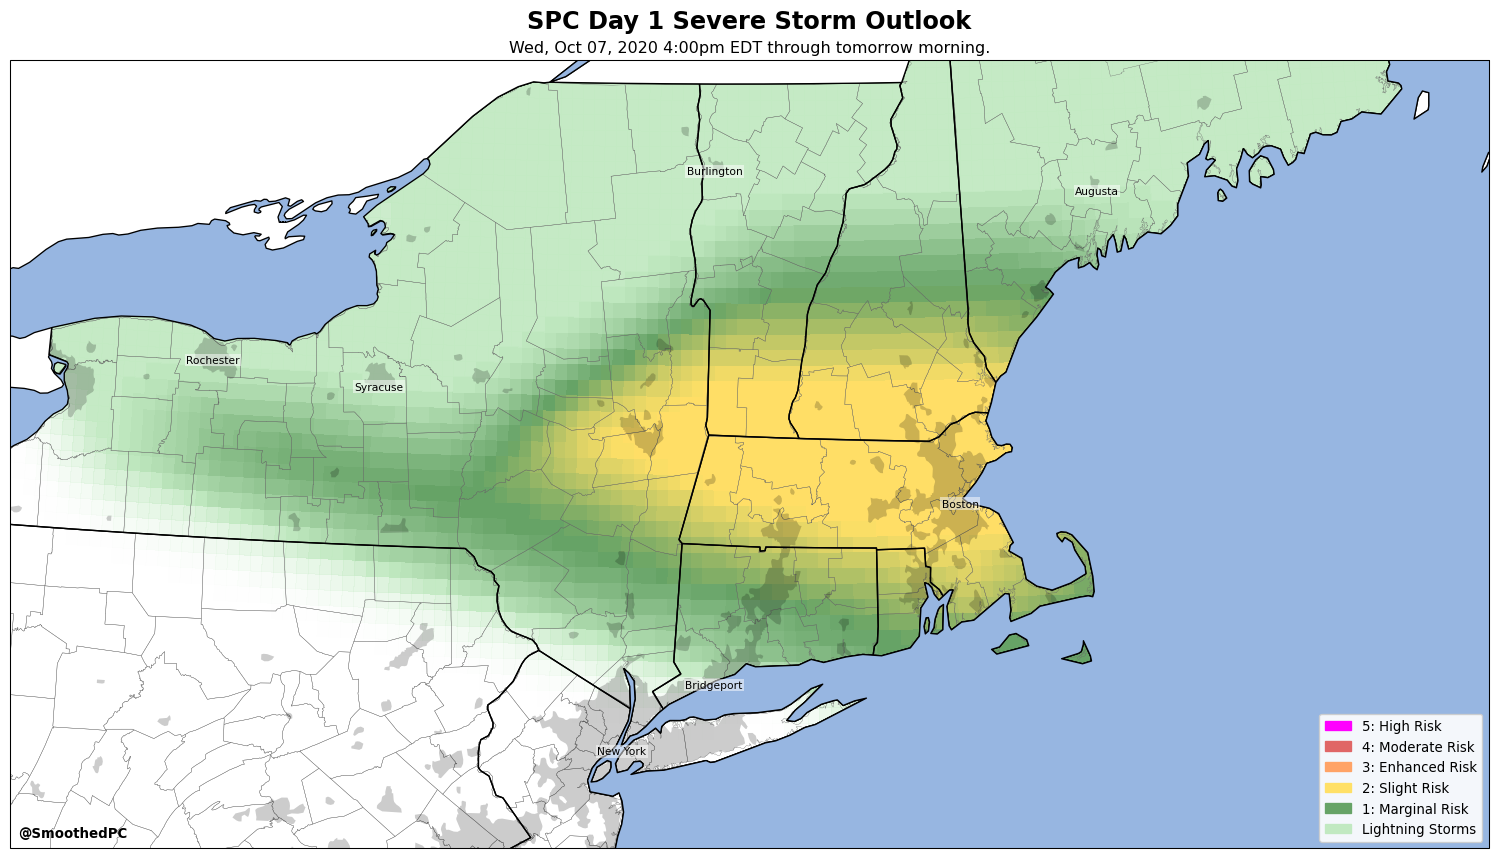 SPC Day 1 Severe Storm Outlook
Wed, Oct 07, 2020 4:00pm EDT through tomorrow morning.
Burlington
Augusta
Rochester
Syracuse
Boston
Bridgeport
New York
5: High Risk
4: Moderate Risk
3: Enhanced Risk
2: Slight Risk
1: Marginal Risk
Lightning Storms
@SmoothedPC